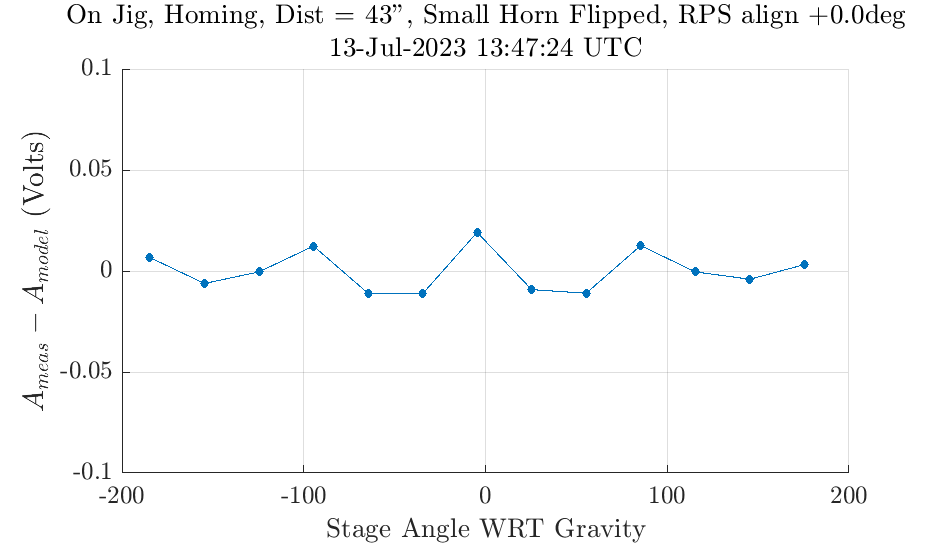 On Jig, Homing, Dist = 43”, Small Horn Flipped, RPS align +0.0deg
13-Jul-2023 13:47:24 UTC
0.1
0.05
0
-0.05
-0.1
A_meas − A_model (Volts)
-200 -100 0 100 200
Stage Angle WRT Gravity